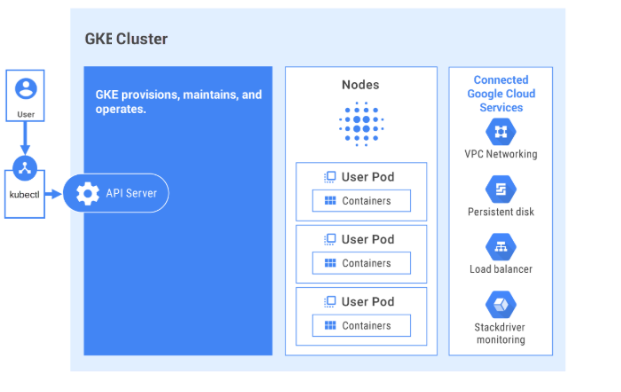 GKE Cluster
User
kubectl
GKE provisions, maintains, and
operates.
API Server
Nodes
User Pod
Containers
User Pod
Containers
User Pod
Containers
Connected
Google Cloud
Services
VPC Networking
Persistent disk
Load balancer
Stackdriver
monitoring